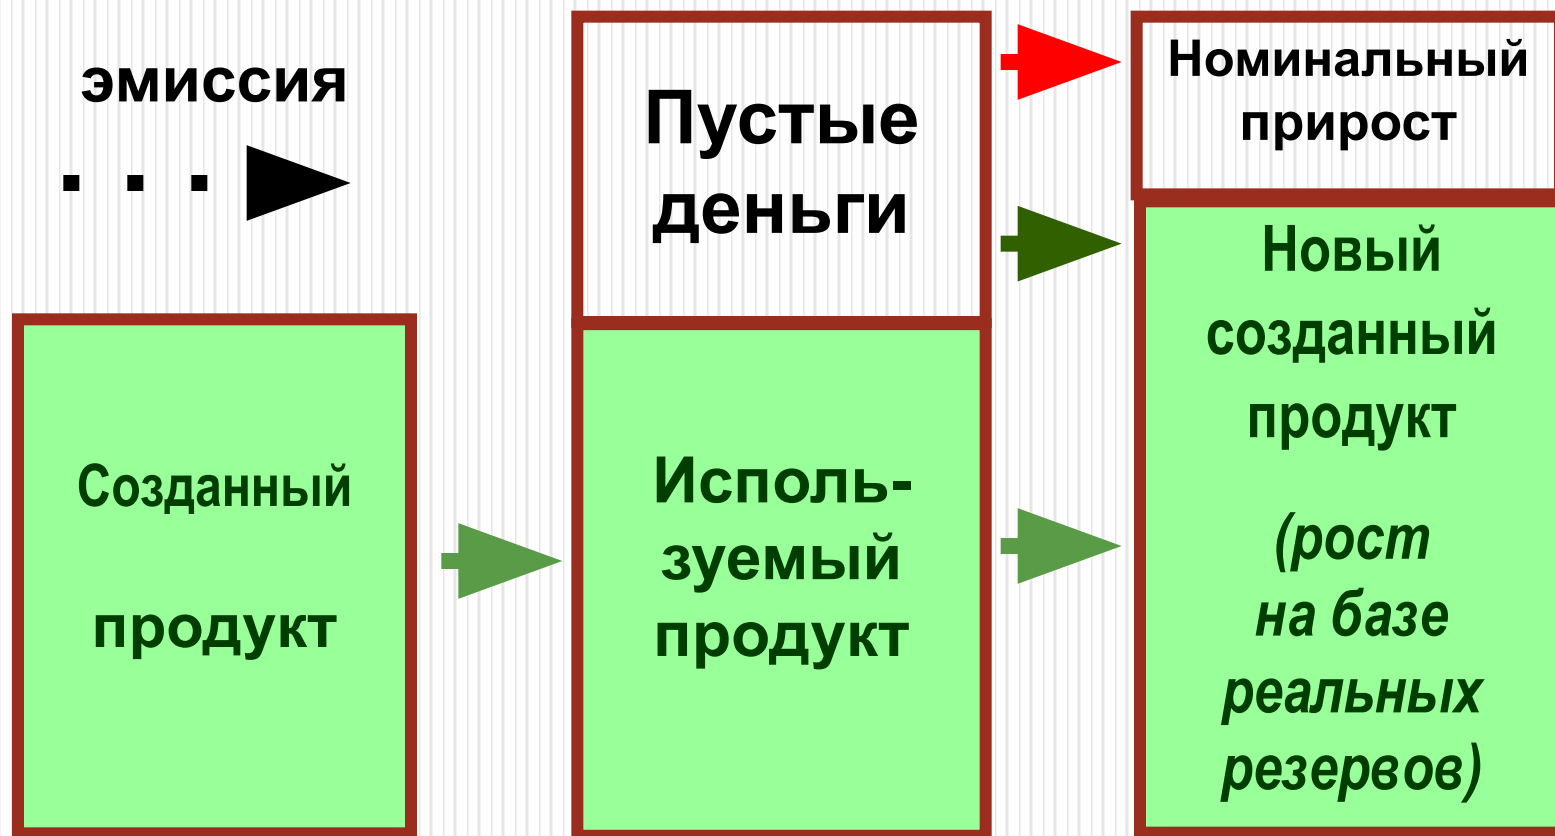 эмиссия
Созданный
продукт
Пустые
деньги
Исполь-
зуемый
продукт
Номинальный
прирост
Новый
созданный
продукт
(рост
на базе
реальных
резервов)